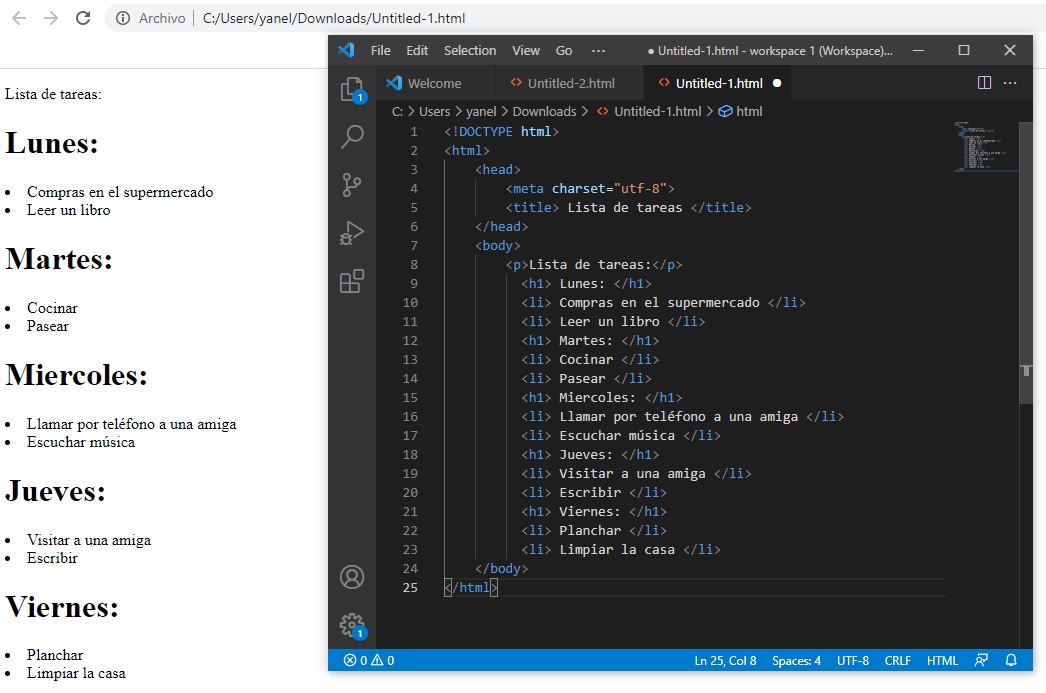 Archivo | C:/Users/yanel/Downloads/Untitled-1.html
Lista de tareas:
Lunes:
• Compras en el supermercado
• Leer un libro
Martes:
• Cocinar
• Pasear
Miercoles:
• Llamar por teléfono a una amiga
• Escuchar música
Jueves:
• Visitar a una amiga
• Escribir
Viernes:
• Planchar
• Limpiar la casa
File Edit Selection View Go ··· ● Untitled-1.html - workspace 1 (Workspace)...
Welcome <> Untitled-2.html <> Untitled-1.html ●
C: > Users > yanel > Downloads > <> Untitled-1.html > html
1 <!DOCTYPE html>
2 <html>
3 <head>
4 <meta charset="utf-8">
5 <title> Lista de tareas </title>
6 </head>
7 <body>
8 <p>Lista de tareas:</p>
9 <h1> Lunes: </h1>
10 <li> Compras en el supermercado </li>
11 <li> Leer un libro </li>
12 <h1> Martes: </h1>
13 <li> Cocinar </li>
14 <li> Pasear </li>
15 <h1> Miercoles: </h1>
16 <li> Llamar por teléfono a una amiga </li>
17 <li> Escuchar música </li>
18 <h1> Jueves: </h1>
19 <li> Visitar a una amiga </li>
20 <li> Escribir </li>
21 <h1> Viernes: </h1>
22 <li> Planchar </li>
23 <li> Limpiar la casa </li>
24 </body>
25 </html>
1
1
0 0 Ln 25, Col 8 Spaces: 4 UTF-8 CRLF HTML